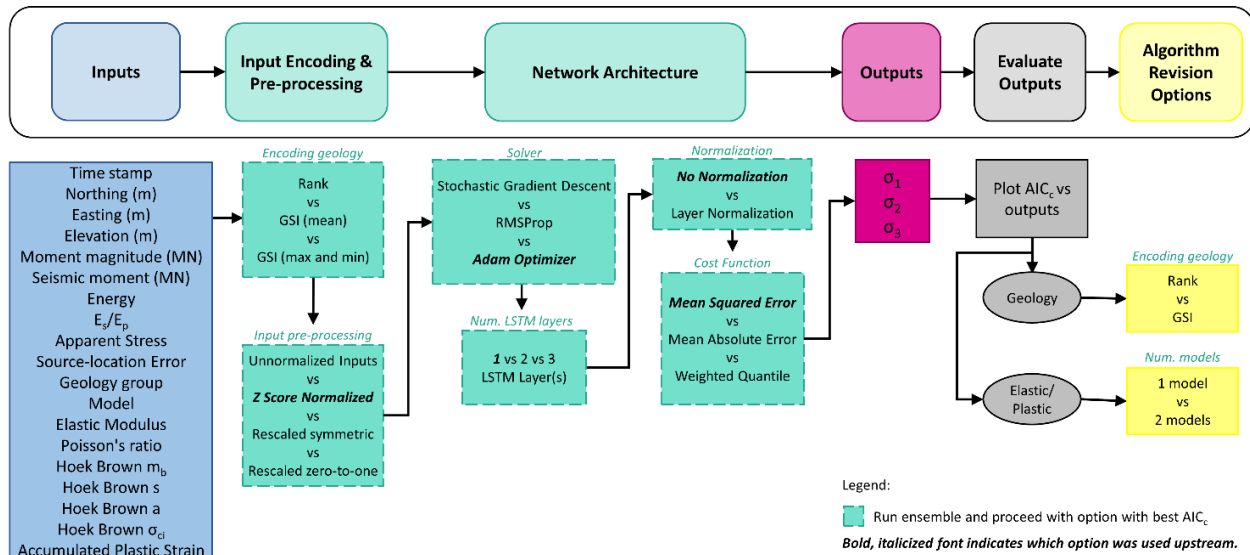 Inputs
Input Encoding &
Pre-processing
Network Architecture
Outputs
Evaluate
Outputs
Algorithm
Revision
Options
Time stamp
Northing (m)
Easting (m)
Elevation (m)
Moment magnitude (MN)
Seismic moment (MN)
Energy
Es/Ep
Apparent Stress
Source-location Error
Geology group
Model
Elastic Modulus
Poisson's ratio
Hoek Brown mb
Hoek Brown s
Hoek Brown a
Hoek Brown σci
Accumulated Plastic Strain
Encoding geology
Rank
vs
GSI (mean)
vs
GSI (max and min)
Input pre-processing
Unnormalized Inputs
vs
Z Score Normalized
vs
Rescaled symmetric
vs
Rescaled zero-to-one
Solver
Stochastic Gradient Descent
vs
RMSProp
vs
Adam Optimizer
Num. LSTM layers
1 vs 2 vs 3
LSTM Layer(s)
Normalization
No Normalization
vs
Layer Normalization
Cost Function
Mean Squared Error
vs
Mean Absolute Error
vs
Weighted Quantile
σ1
σ2
σ3
Plot AICc vs
outputs
Geology
Elastic/
Plastic
Encoding geology
Rank
vs
GSI
Num. models
1 model
vs
2 models
Legend:
Run ensemble and proceed with option with best AICc
Bold, italicized font indicates which option was used upstream.